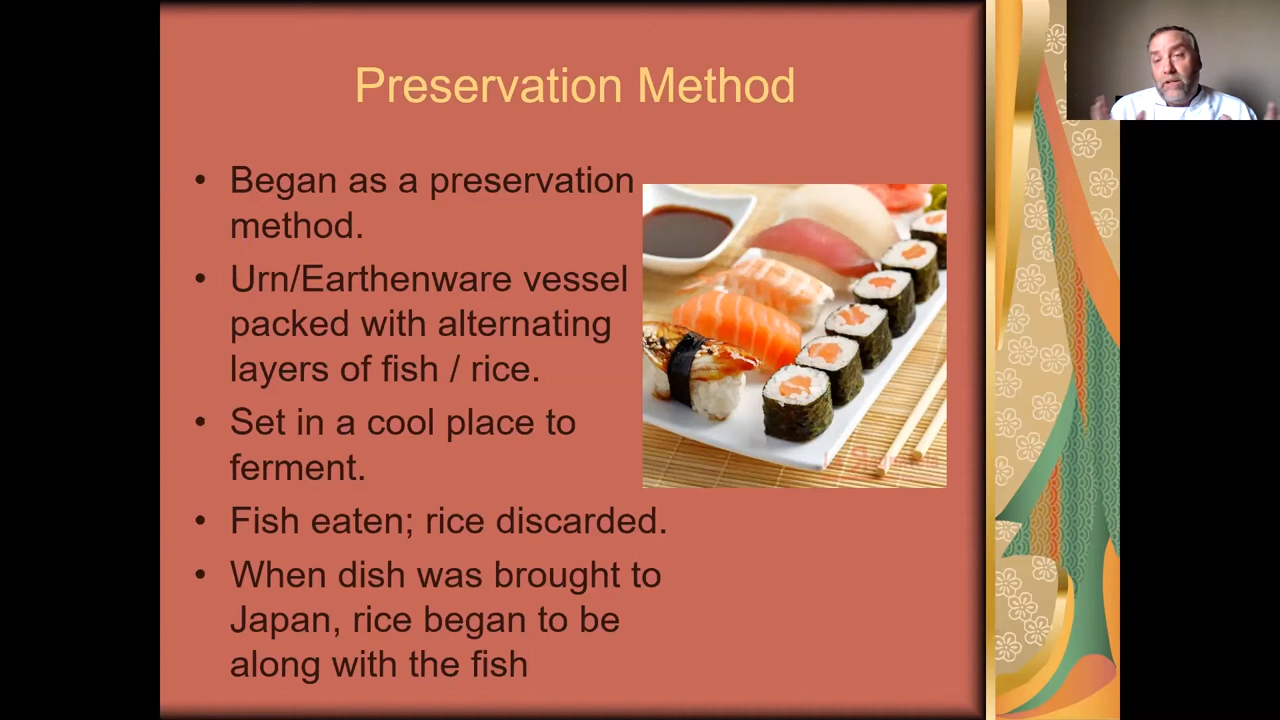 Preservation Method
• Began as a preservation
method.
• Urn/Earthenware vessel
packed with alternating
layers of fish / rice.
• Set in a cool place to
ferment.
• Fish eaten; rice discarded.
• When dish was brought to
Japan, rice began to be
along with the fish